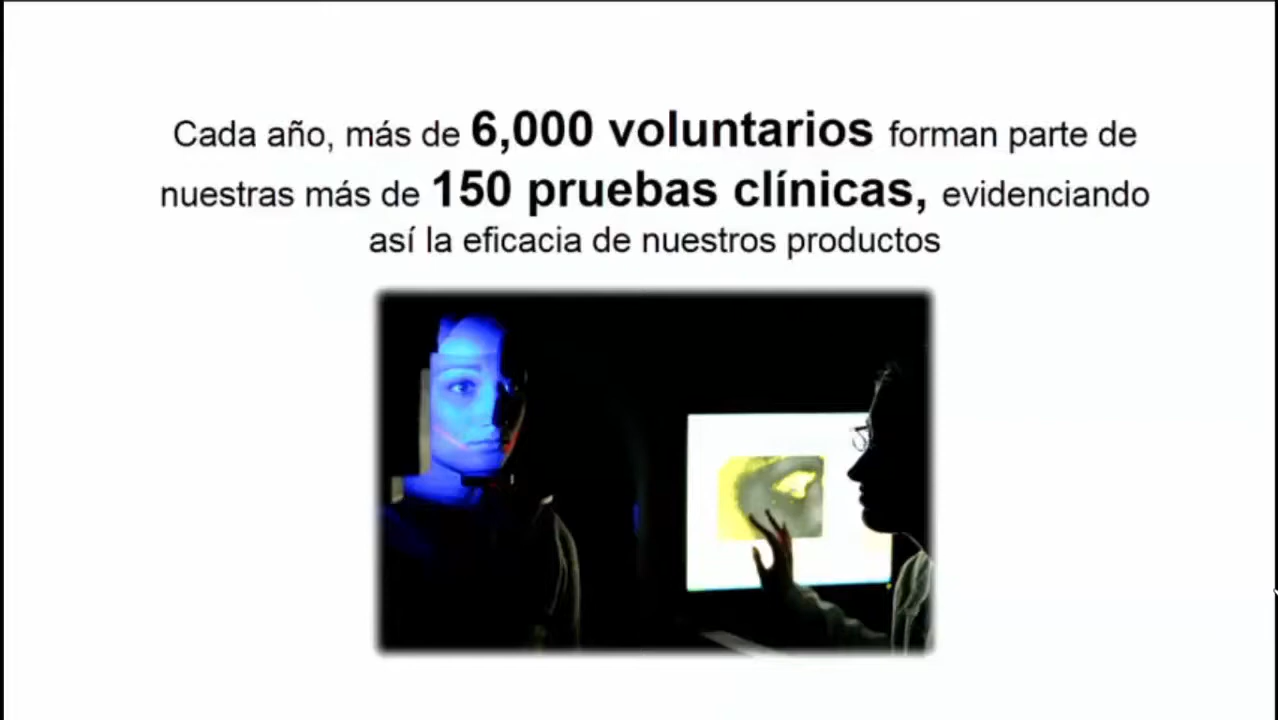 Cada año, más de 6,000 voluntarios forman parte de
nuestras más de 150 pruebas clínicas, evidenciando
así la eficacia de nuestros productos